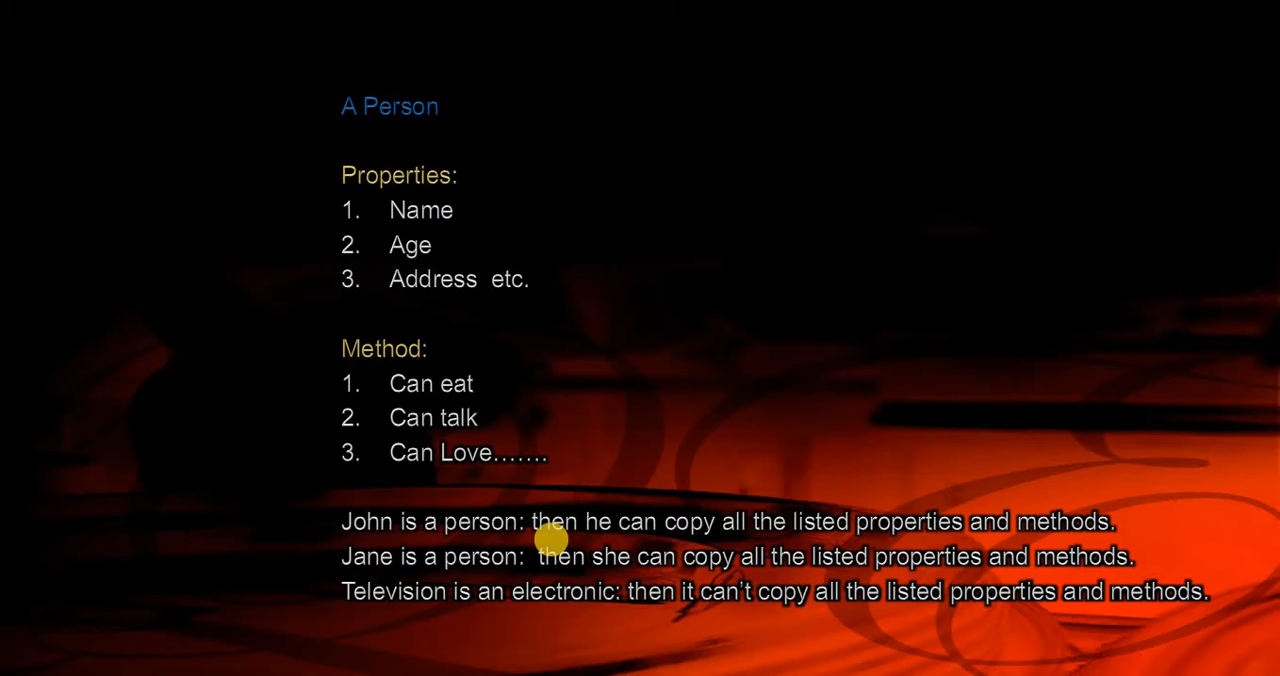 A Person
Properties:
1. Name
2. Age
3. Address etc.
Method:
1. Can eat
2. Can talk
3. Can Love.......
John is a person: then he can copy all the listed properties and methods.
Jane is a person: then she can copy all the listed properties and methods.
Television is an electronic: then it can’t copy all the listed properties and methods.